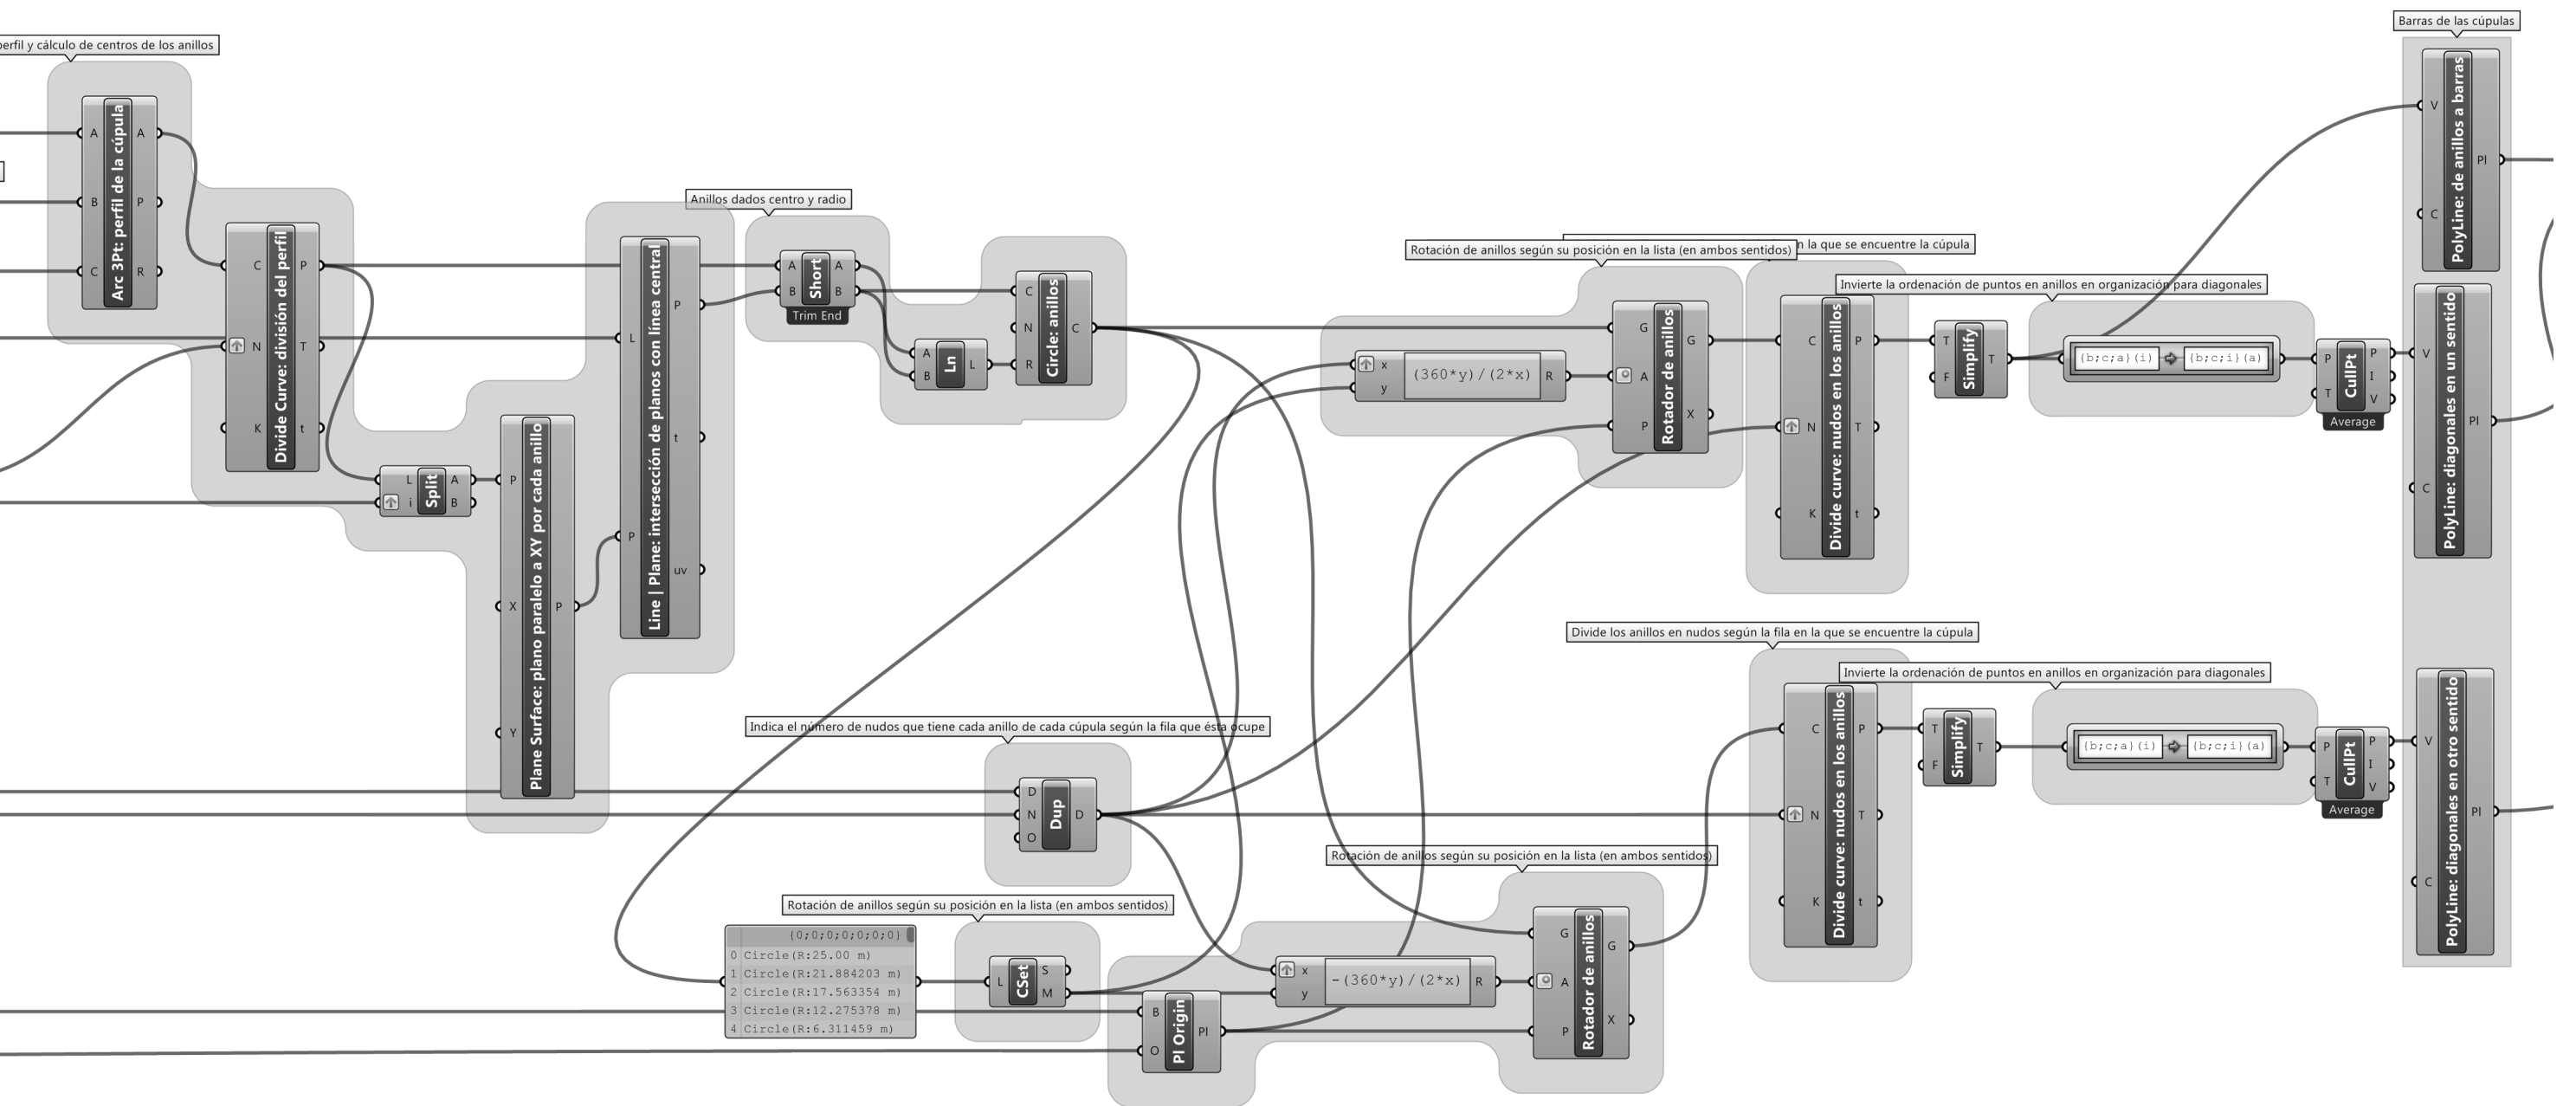 perfil y cálculo de centros de los anillos
A
B
C
Arc 3Pt: perfil de la cúpula
A
P
R
C
N
K
Divide Curve: división del perfil
P
T
t
L
i
Split
A
B
P
X
Y
Plane Surface: plano paralelo a XY por cada anillo
P
L
P
Line | Plane: intersección de planos con línea central
P
t
uv
Anillos dados centro y radio
A
B
Short
A
B
Trim End
A
B
Ln
L
C
N
R
Circle: anillos
C
Indica el número de nudos que tiene cada anillo de cada cúpula según la fila que ésta ocupe
D
N
O
Dup
D
Rotación de anillos según su posición en la lista (en ambos sentidos)
{0;0;0;0;0;0;0}
0 Circle(R:25.00 m)
1 Circle(R:21.884203 m)
2 Circle(R:17.563354 m)
3 Circle(R:12.275378 m)
4 Circle(R:6.311459 m)
L
CSet
S
M
B
O
Pl Origin
Pl
Rotación de anillos según su posición en la lista (en ambos sentidos)
n la que se encuentre la cúpula
x
y
(360*y)/(2*x)
R
G
A
P
Rotador de anillos
G
X
C
N
K
Divide curve: nudos en los anillos
P
T
t
T
F
Simplify
T
Invierte la ordenación de puntos en anillos en organización para diagonales
{b;c;a}(i)
{b;c;i}(a)
P
T
CullPt
P
I
V
Average
Rotación de anillos según su posición en la lista (en ambos sentidos)
x
y
-(360*y)/(2*x)
R
G
A
P
Rotador de anillos
G
X
Divide los anillos en nudos según la fila en la que se encuentre la cúpula
C
N
K
Divide curve: nudos en los anillos
P
T
t
T
F
Simplify
T
Invierte la ordenación de puntos en anillos en organización para diagonales
{b;c;a}(i)
{b;c;i}(a)
P
T
CullPt
P
I
V
Average
Barras de las cúpulas
V
C
PolyLine: de anillos a barras
Pl
V
C
PolyLine: diagonales en un sentido
Pl
V
C
PolyLine: diagonales en otro sentido
Pl